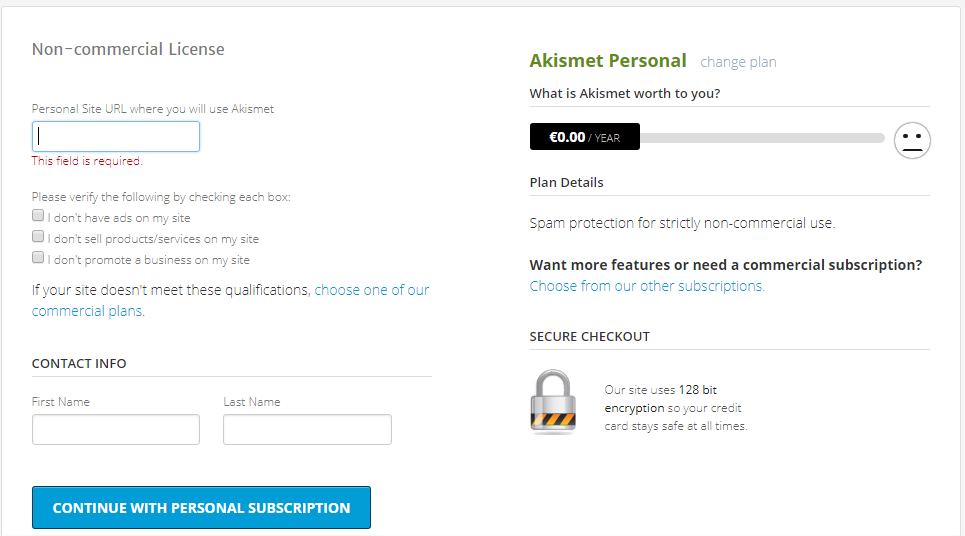 Non-commercial License
Personal Site URL where you will use Akismet
This field is required.
Please verify the following by checking each box:
I don't have ads on my site
I don't sell products/services on my site
I don't promote a business on my site
If your site doesn't meet these qualifications, choose one of our
commercial plans.
CONTACT INFO
First Name
Last Name
CONTINUE WITH PERSONAL SUBSCRIPTION
Akismet Personal change plan
What is Akismet worth to you?
€0.00 / YEAR
Plan Details
Spam protection for strictly non-commercial use.
Want more features or need a commercial subscription?
Choose from our other subscriptions.
SECURE CHECKOUT
Our site uses 128 bit
encryption so your credit
card stays safe at all times.